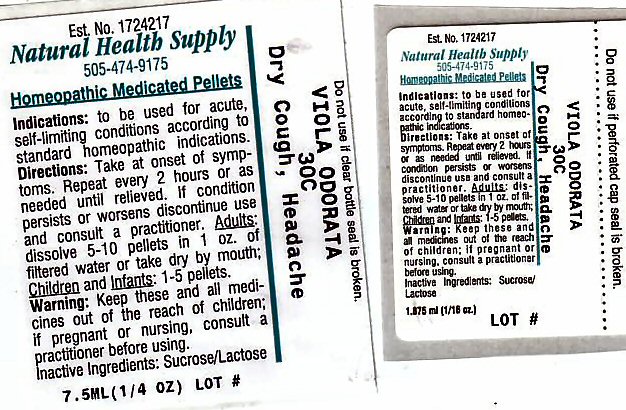 Est. No. 1724217
Natural Health Supply
505-474-9175
Homeopathic Medicated Pellets
Indications: to be used for acute,
self-limiting conditions according to
standard homeopathic indications.
Directions: Take at onset of symp-
toms. Repeat every 2 hours or as
needed until relieved. If condition
persists or worsens discontinue use
and consult a practitioner. Adults:
dissolve 5-10 pellets in 1 oz. of
filtered water or take dry by mouth;
Children and Infants: 1-5 pellets.
Warning: Keep these and all medi-
cines out of the reach of children;
if pregnant or nursing, consult a
practitioner before using.
Inactive Ingredients: Sucrose/Lactose
7.5ML(1/4 OZ) LOT #
Do not use if clear bottle seal is broken.
VIOLA ODORATA
30C
Dry Cough, Headache
Est. No. 1724217
Natural Health Supply
505-474-9175
Homeopathic Medicated Pellets
Indications: to be used for
acute, self-limiting conditions
according to standard homeo-
pathic indications.
Directions: Take at onset of
symptoms. Repeat every 2 hours
or as needed until relieved. If
condition persists or worsens
discontinue use and consult a
practitioner. Adults: dis-
solve 5-10 pellets in 1 oz. of fil-
tered water or take dry by mouth;
Children and Infants: 1-5 pellets.
Warning: Keep these and
all medicines out of the reach
of children; if pregnant or
nursing, consult a practitioner
before using.
Inactive Ingredients: Sucrose/
Lactose
1.875 ml (1/16 oz.)
LOT #
VIOLA ODORATA
30C
Dry Cough, Headache
Do not use if perforated cap seal is broken.